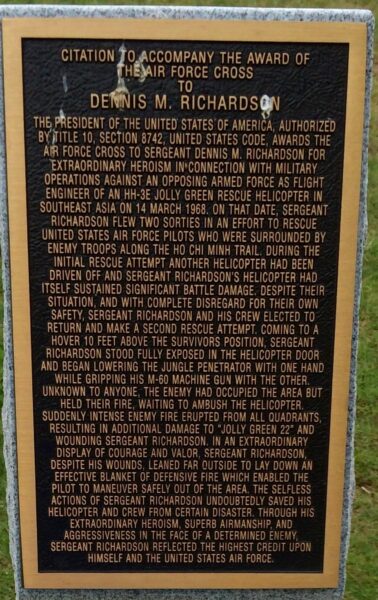 CITATION TO ACCOMPANY THE AWARD OF
THE AIR FORCE CROSS
TO
DENNIS M. RICHARDSON
THE PRESIDENT OF THE UNITED STATES OF AMERICA, AUTHORIZED
BY TITLE 10, SECTION 8742, UNITED STATES CODE, AWARDS THE
AIR FORCE CROSS TO SERGEANT DENNIS M. RICHARDSON FOR
EXTRAORDINARY HEROISM IN CONNECTION WITH MILITARY
OPERATIONS AGAINST AN OPPOSING ARMED FORCE AS FLIGHT
ENGINEER OF AN HH-3E JOLLY GREEN RESCUE HELICOPTER IN
SOUTHEAST ASIA ON 14 MARCH 1968. ON THAT DATE, SERGEANT
RICHARDSON FLEW TWO SORTIES IN AN EFFORT TO RESCUE
UNITED STATES AIR FORCE PILOTS WHO WERE SURROUNDED BY
ENEMY TROOPS ALONG THE HO CHI MINH TRAIL. DURING THE
INITIAL RESCUE ATTEMPT ANOTHER HELICOPTER HAD BEEN
DRIVEN OFF AND SERGEANT RICHARDSON'S HELICOPTER HAD
ITSELF SUSTAINED SIGNIFICANT BATTLE DAMAGE. DESPITE THEIR
SITUATION, AND WITH COMPLETE DISREGARD FOR THEIR OWN
SAFETY, SERGEANT RICHARDSON AND HIS CREW ELECTED TO
RETURN AND MAKE A SECOND RESCUE ATTEMPT. COMING TO A
HOVER 10 FEET ABOVE THE SURVIVORS POSITION, SERGEANT
RICHARDSON STOOD FULLY EXPOSED IN THE HELICOPTER DOOR
AND BEGAN LOWERING THE JUNGLE PENETRATOR WITH ONE HAND
WHILE GRIPPING HIS M-60 MACHINE GUN WITH THE OTHER.
UNKNOWN TO ANYONE, THE ENEMY HAD OCCUPIED THE AREA BUT
HELD THEIR FIRE, WAITING TO AMBUSH THE HELICOPTER.
SUDDENLY INTENSE ENEMY FIRE ERUPTED FROM ALL QUADRANTS,
RESULTING IN ADDITIONAL DAMAGE TO "JOLLY GREEN 22" AND
WOUNDING SERGEANT RICHARDSON. IN AN EXTRAORDINARY
DISPLAY OF COURAGE AND VALOR, SERGEANT RICHARDSON,
DESPITE HIS WOUNDS, LEANED FAR OUTSIDE TO LAY DOWN AN
EFFECTIVE BLANKET OF DEFENSIVE FIRE WHICH ENABLED THE
PILOT TO MANEUVER SAFELY OUT OF THE AREA. THE SELFLESS
ACTIONS OF SERGEANT RICHARDSON UNDOUBTEDLY SAVED HIS
HELICOPTER AND CREW FROM CERTAIN DISASTER. THROUGH HIS
EXTRAORDINARY HEROISM, SUPERB AIRMANSHIP, AND
AGGRESSIVENESS IN THE FACE OF A DETERMINED ENEMY,
SERGEANT RICHARDSON REFLECTED THE HIGHEST CREDIT UPON
HIMSELF AND THE UNITED STATES AIR FORCE.